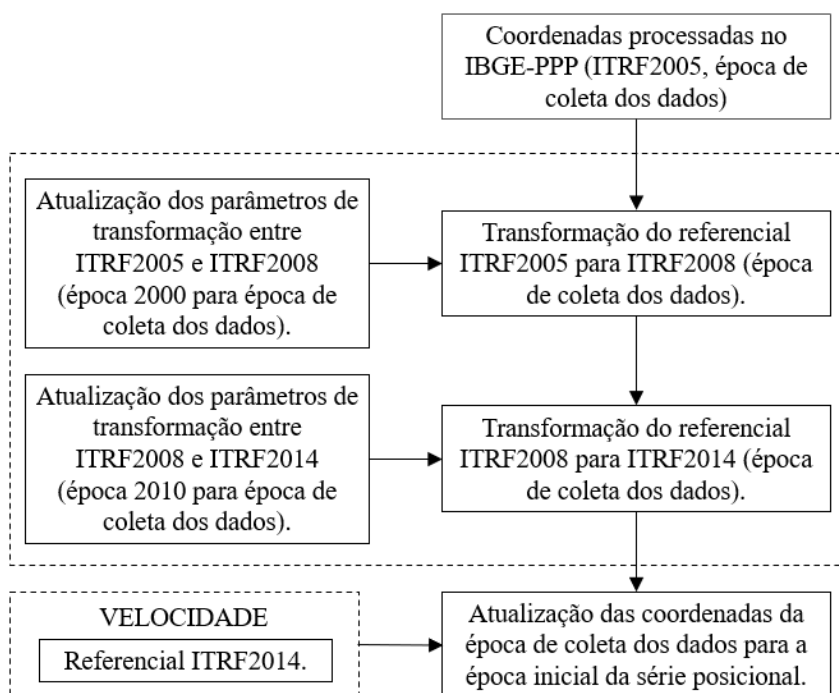 Coordenadas processadas no
IBGE-PPP (ITRF2005, época de
coleta dos dados)
Atualização dos parâmetros de
transformação entre
ITRF2005 e ITRF2008
(época 2000 para época de
coleta dos dados).
Transformação do referencial
ITRF2005 para ITRF2008 (época
de coleta dos dados).
Atualização dos parâmetros de
transformação entre
ITRF2008 e ITRF2014
(época 2010 para época de
coleta dos dados).
Transformação do referencial
ITRF2008 para ITRF2014 (época
de coleta dos dados).
VELOCIDADE
Referencial ITRF2014.
Atualização das coordenadas da
época de coleta dos dados para a
época inicial da série posicional.